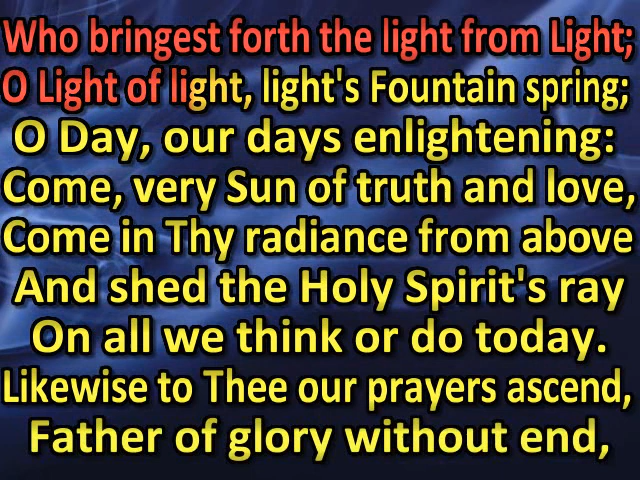 Who bringest forth the light from Light;
O Light of light, light's Fountain spring;
O Day, our days enlightening:
Come, very Sun of truth and love,
Come in Thy radiance from above
And shed the Holy Spirit's ray
On all we think or do today.
Likewise to Thee our prayers ascend,
Father of glory without end,